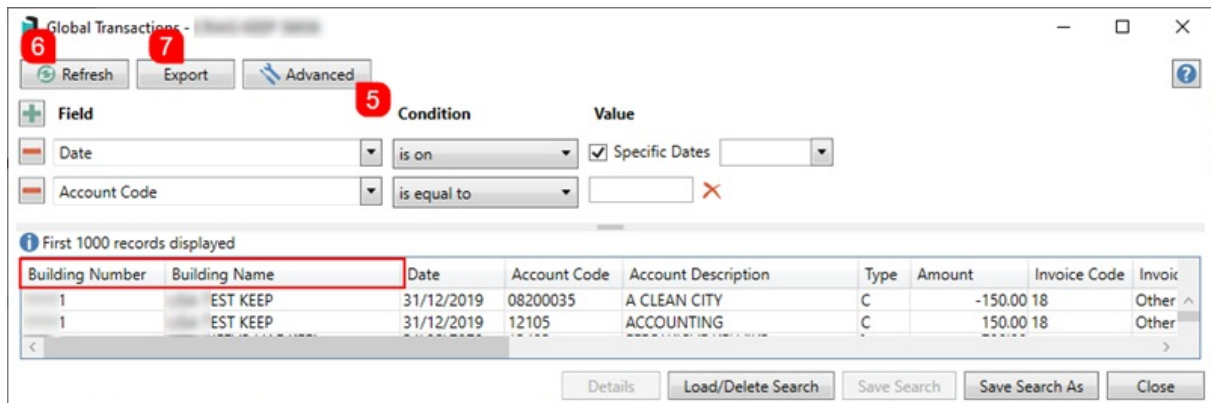 Global Transactions -
6 7
Refresh Export Advanced ?
5
Field Condition Value
Date is on Specific Dates
Account Code is equal to
First 1000 records displayed
Building Number Building Name Date Account Code Account Description Type Amount Invoice Code Invoic
1 EST KEEP 31/12/2019 08200035 A CLEAN CITY C -150.00 18 Other
1 EST KEEP 31/12/2019 12105 ACCOUNTING C 150.00 18 Other
Details Load/Delete Search Save Search Save Search As Close